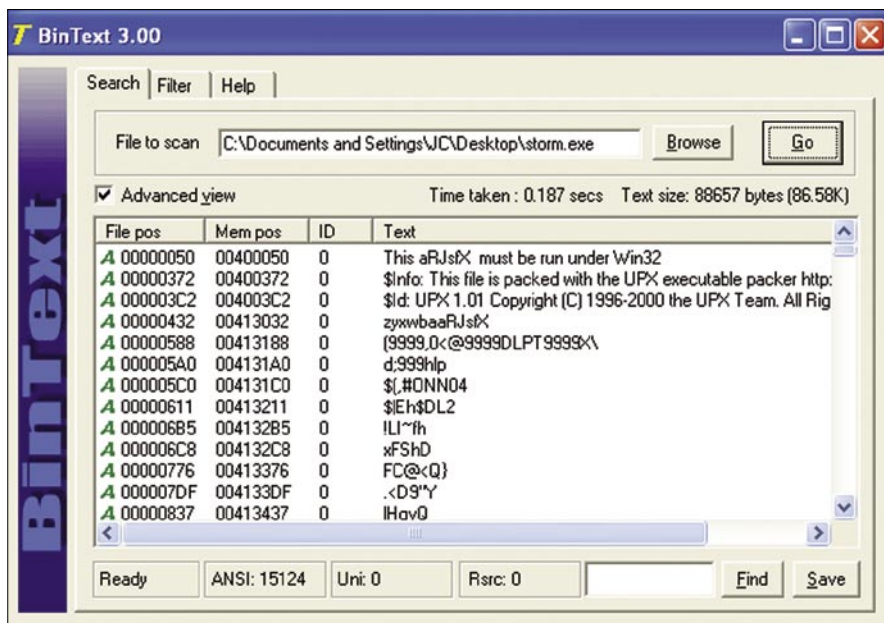 BinText 3.00
Search Filter Help
File to scan C:\Documents and Settings\JC\Desktop\storm.exe Browse Go
Advanced view Time taken : 0.187 secs Text size: 88657 bytes (86.58K)
File pos Mem pos ID Text
A 00000050 00400050 0 This aRJsfX must be run under Win32
A 00000372 00400372 0 $Info: This file is packed with the UPX executable packer http:
A 000003C2 004003C2 0 $Id: UPX 1.01 Copyright (C) 1996-2000 the UPX Team. All Rig
A 00000432 00413032 0 zyxwbaaRJsfX
A 00000588 00413188 0 (9999,0<@9999DLPT9999X\
A 000005A0 004131A0 0 d;999hlp
A 000005C0 004131C0 0 $(,#0NN04
A 00000611 00413211 0 $|Eh$DL2
A 000006B5 004132B5 0 !LI~fh
A 000006C8 004132C8 0 xFShD
A 00000776 00413376 0 FC@<Q}
A 000007DF 004133DF 0 .<D9"Y
A 00000837 00413437 0 IHavQ
BinText
Ready ANSI: 15124 Uni: 0 Rsrc: 0 Find Save